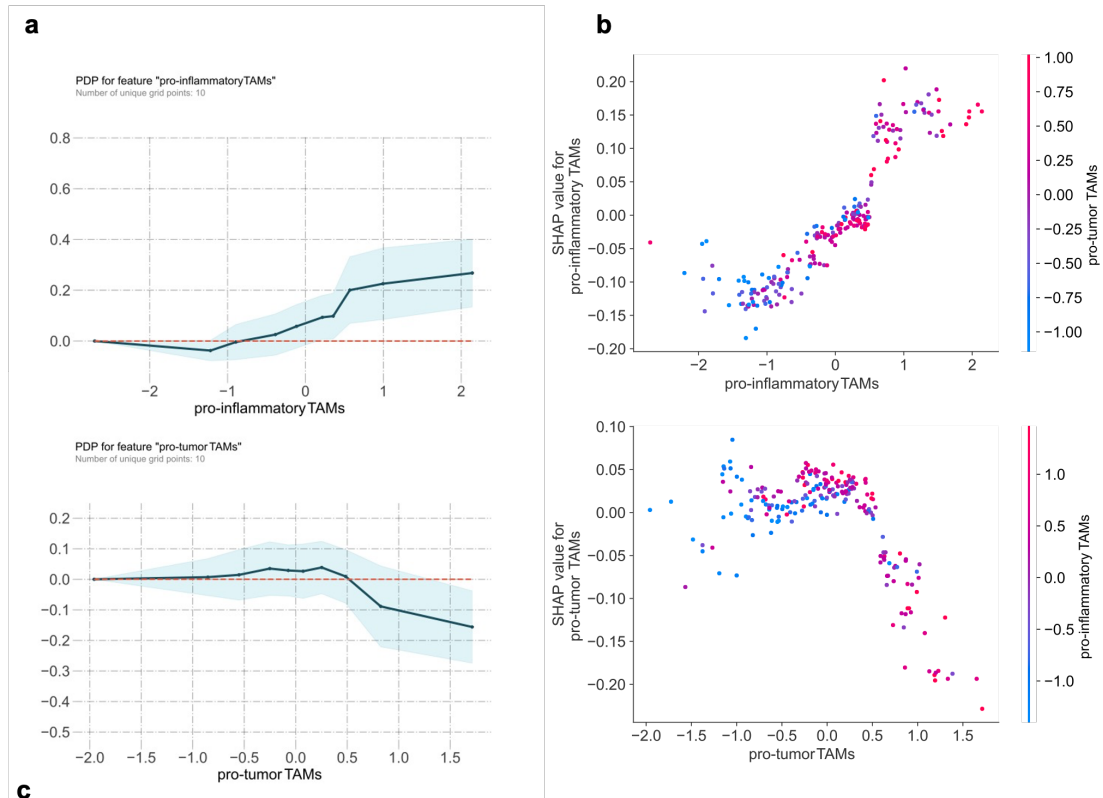 a
PDP for feature "pro-inflammatoryTAMs"
Number of unique grid points: 10
0.8
0.6
0.4
0.2
0.0
−2 −1 0 1 2
pro-inflammatoryTAMs
PDP for feature "pro-tumorTAMs"
Number of unique grid points: 10
0.2
0.1
0.0
−0.1
−0.2
−0.3
−0.4
−0.5
−2.0 −1.5 −1.0 −0.5 0.0 0.5 1.0 1.5
pro-tumorTAMs
c
b
SHAP value for
pro-inflammatory TAMs
0.20
0.15
0.10
0.05
0.00
−0.05
−0.10
−0.15
−0.20
−2 −1 0 1 2
pro-inflammatoryTAMs
1.00
0.75
0.50
0.25
0.00
−0.25
−0.50
−0.75
−1.00
pro-tumor TAMs
SHAP value for
pro-tumor TAMs
0.10
0.05
0.00
−0.05
−0.10
−0.15
−0.20
−2.0 −1.5 −1.0 −0.5 0.0 0.5 1.0 1.5
pro-tumorTAMs
1.0
0.5
0.0
−0.5
−1.0
pro-inflammatory TAMs